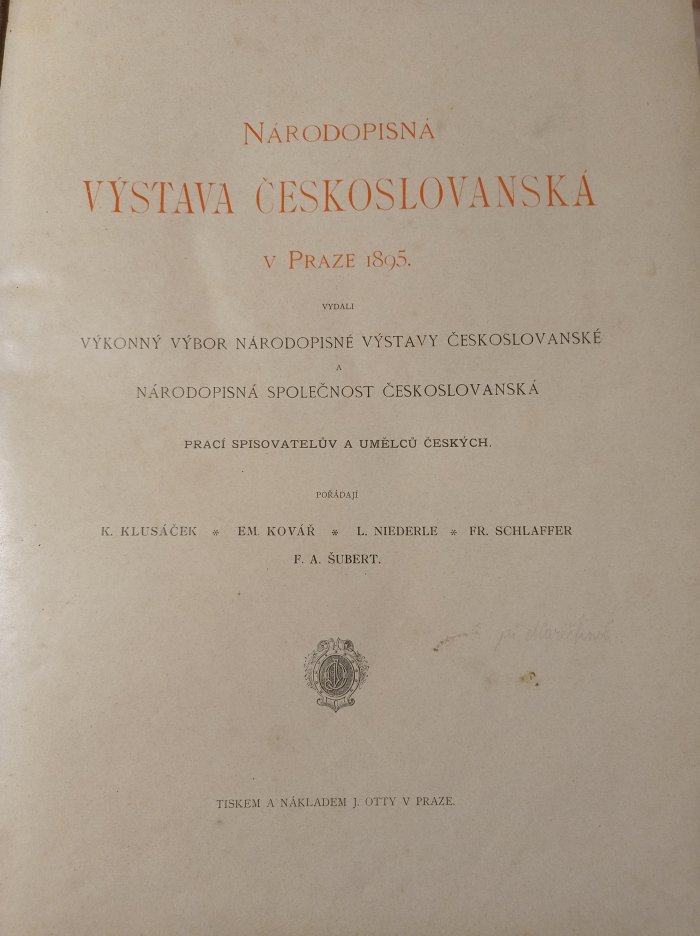 NÁRODOPISNÁ
VÝSTAVA ČESKOSLOVANSKÁ
V PRAZE 1895.
VYDALI
VÝKONNÝ VÝBOR NÁRODOPISNÉ VÝSTAVY ČESKOSLOVANSKÉ
A
NÁRODOPISNÁ SPOLEČNOST ČESKOSLOVANSKÁ
PRACÍ SPISOVATELŮV A UMĚLCŮ ČESKÝCH.
POŘÁDAJÍ
K. KLUSÁČEK * EM. KOVÁŘ * L. NIEDERLE * FR. SCHLAFFER
F. A. ŠUBERT.
TISKEM A NÁKLADEM J. OTTY V PRAZE.